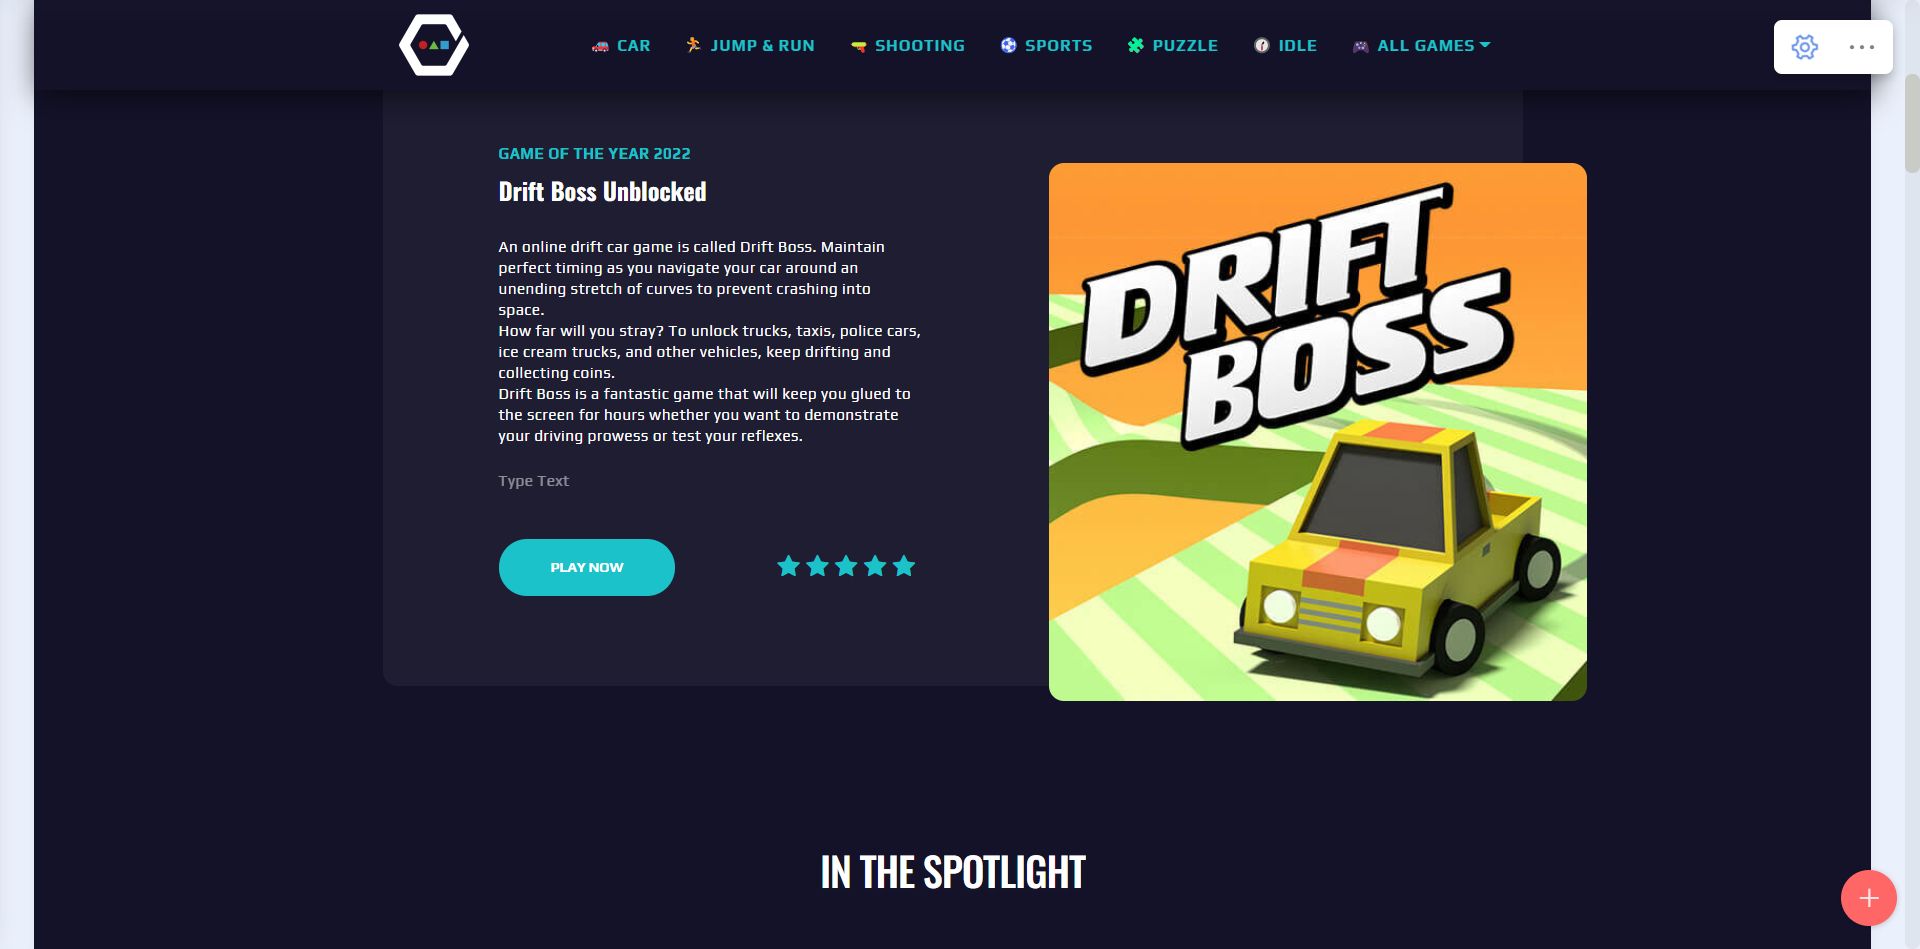 CAR JUMP & RUN SHOOTING SPORTS PUZZLE IDLE ALL GAMES
GAME OF THE YEAR 2022
Drift Boss Unblocked
An online drift car game is called Drift Boss. Maintain
perfect timing as you navigate your car around an
unending stretch of curves to prevent crashing into
space.
How far will you stray? To unlock trucks, taxis, police cars,
ice cream trucks, and other vehicles, keep drifting and
collecting coins.
Drift Boss is a fantastic game that will keep you glued to
the screen for hours whether you want to demonstrate
your driving prowess or test your reflexes.
Type Text
PLAY NOW
DRIFT
BOSS
IN THE SPOTLIGHT